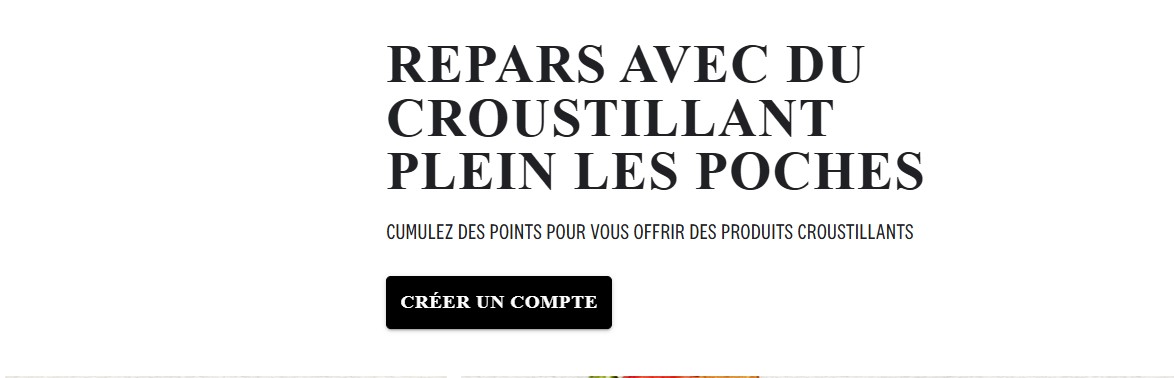 REPARS AVEC DU
CROUSTILLANT
PLEIN LES POCHES
CUMULEZ DES POINTS POUR VOUS OFFRIR DES PRODUITS CROUSTILLANTS
CRÉER UN COMPTE